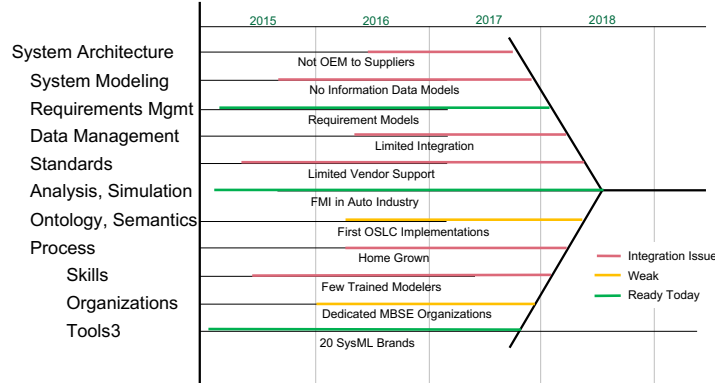 2015 2016 2017 2018
System Architecture
Not OEM to Suppliers
System Modeling
No Information Data Models
Requirements Mgmt
Requirement Models
Data Management
Limited Integration
Standards
Limited Vendor Support
Analysis, Simulation
FMI in Auto Industry
Ontology, Semantics
First OSLC Implementations
Process
Home Grown
Skills
Few Trained Modelers
Organizations
Dedicated MBSE Organizations
Tools3
20 SysML Brands
Integration Issue
Weak
Ready Today